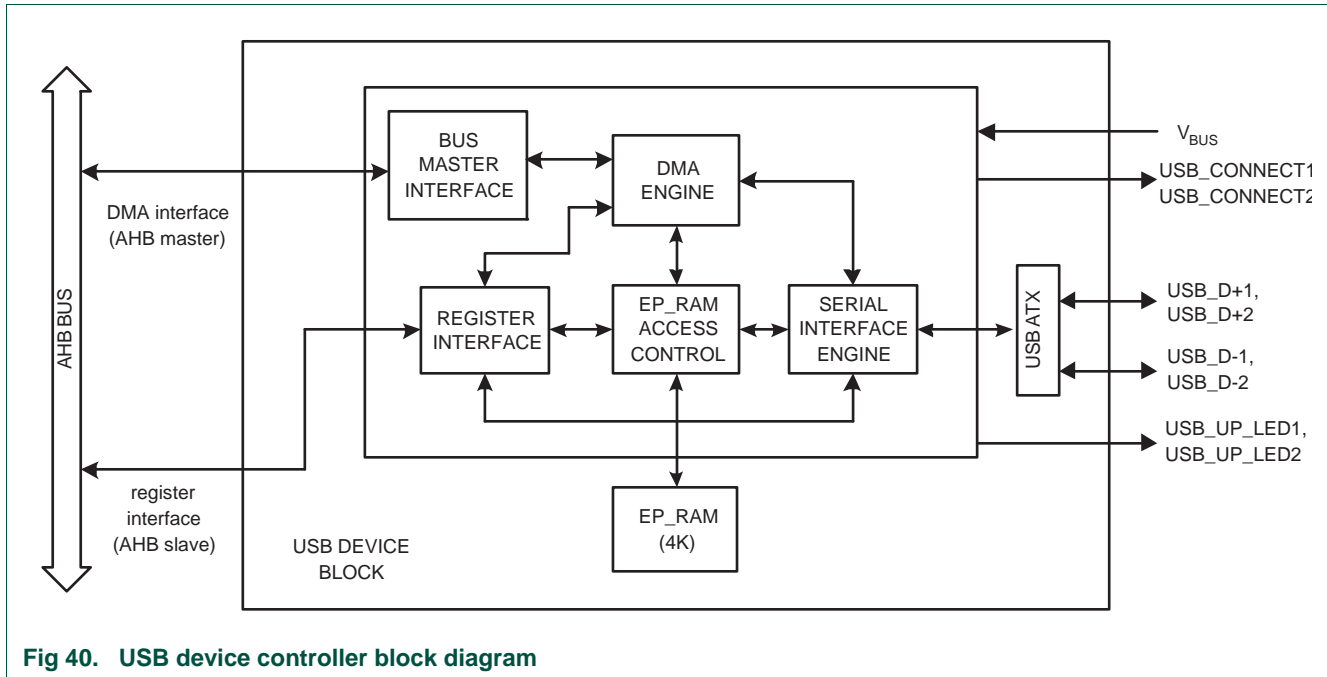 AHB BUS
DMA interface
(AHB master)
register
interface
(AHB slave)
BUS
MASTER
INTERFACE
DMA
ENGINE
REGISTER
INTERFACE
EP_RAM
ACCESS
CONTROL
SERIAL
INTERFACE
ENGINE
EP_RAM
(4K)
USB DEVICE
BLOCK
USB ATX
VBUS
USB_CONNECT1
USB_CONNECT2
USB_D+1,
USB_D+2
USB_D-1,
USB_D-2
USB_UP_LED1,
USB_UP_LED2
Fig 40. USB device controller block diagram